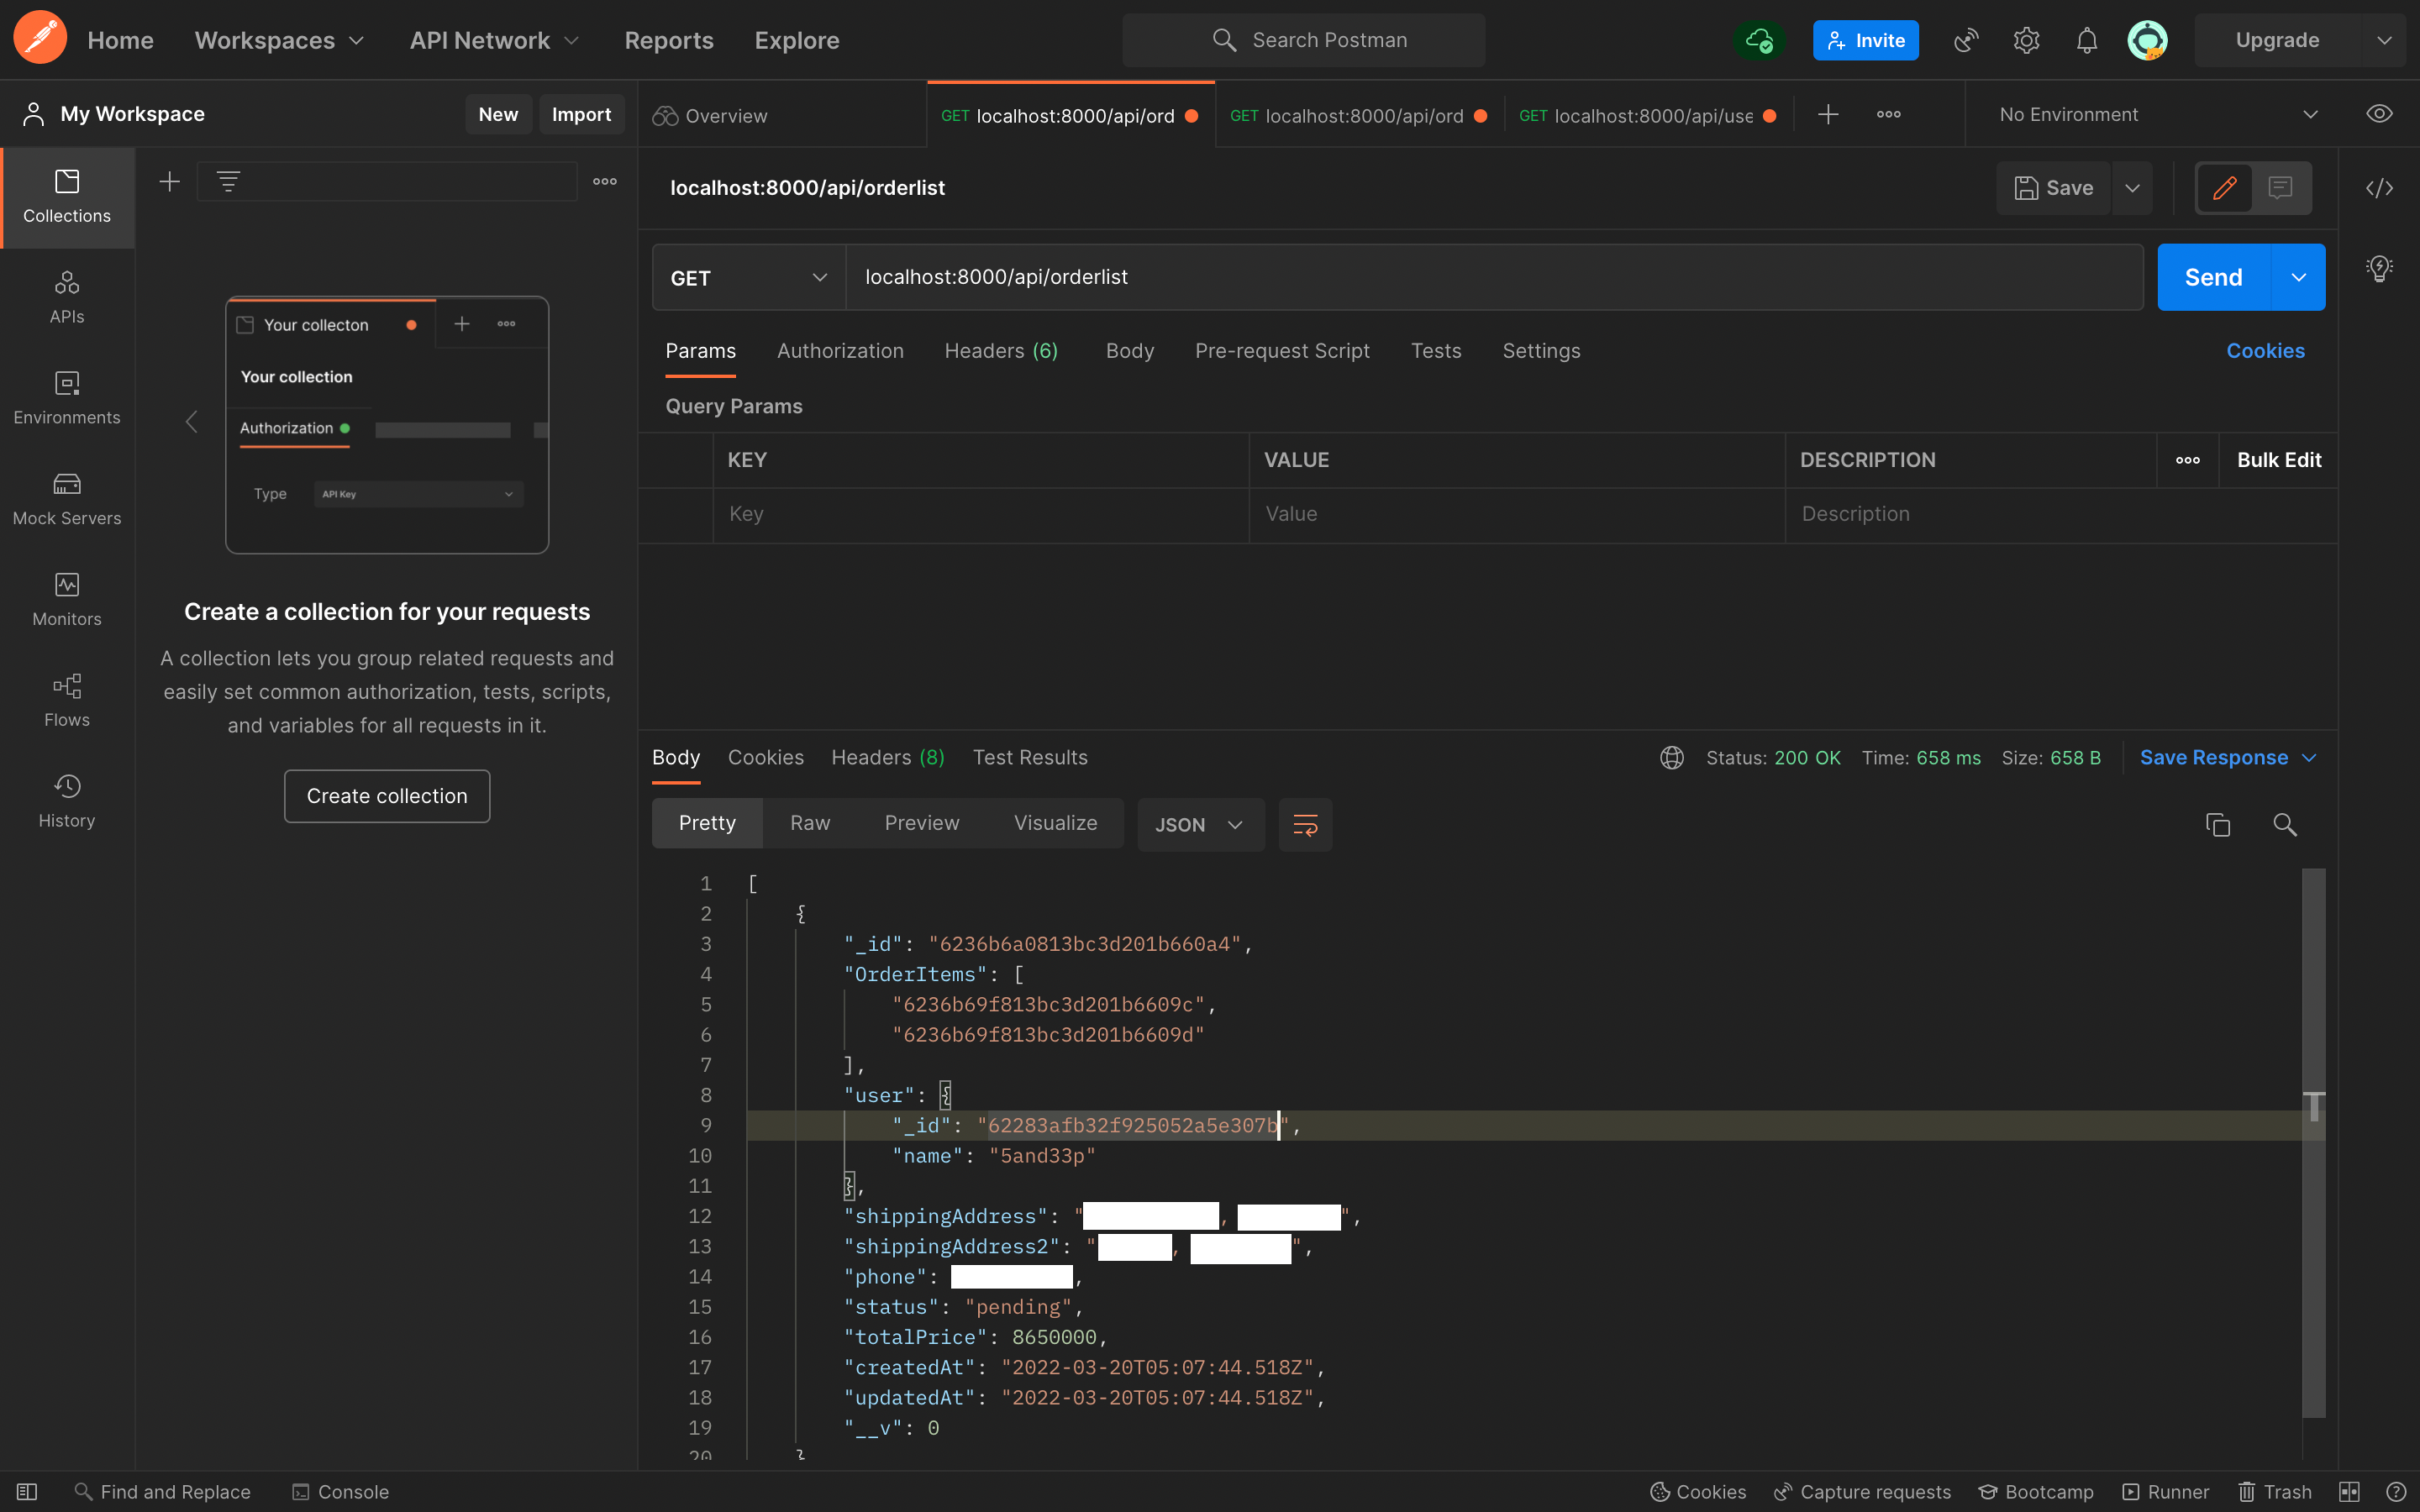 Home Workspaces API Network Reports Explore Search Postman Invite Upgrade
My Workspace New Import Overview GET localhost:8000/api/ord GET localhost:8000/api/ord GET localhost:8000/api/use No Environment
localhost:8000/api/orderlist Save
GET localhost:8000/api/orderlist Send
Params Authorization Headers (6) Body Pre-request Script Tests Settings Cookies
Query Params
KEY VALUE DESCRIPTION Bulk Edit
Key Value Description
Collections
APIs
Environments
Mock Servers
Monitors
Flows
History
Your collecton
Your collection
Authorization
Type API Key
Create a collection for your requests
A collection lets you group related requests and
easily set common authorization, tests, scripts,
and variables for all requests in it.
Create collection
Body Cookies Headers (8) Test Results Status: 200 OK Time: 658 ms Size: 658 B Save Response
Pretty Raw Preview Visualize JSON
1 [
2 {
3 "_id": "6236b6a0813bc3d201b660a4",
4 "OrderItems": [
5 "6236b69f813bc3d201b6609c",
6 "6236b69f813bc3d201b6609d"
7 ],
8 "user": {
9 "_id": "62283afb32f925052a5e307b",
10 "name": "5and33p"
11 },
12 "shippingAddress": " , ",
13 "shippingAddress2": " , ",
14 "phone": ,
15 "status": "pending",
16 "totalPrice": 8650000,
17 "createdAt": "2022-03-20T05:07:44.518Z",
18 "updatedAt": "2022-03-20T05:07:44.518Z",
19 "__v": 0
20 }
Find and Replace Console Cookies Capture requests Bootcamp Runner Trash